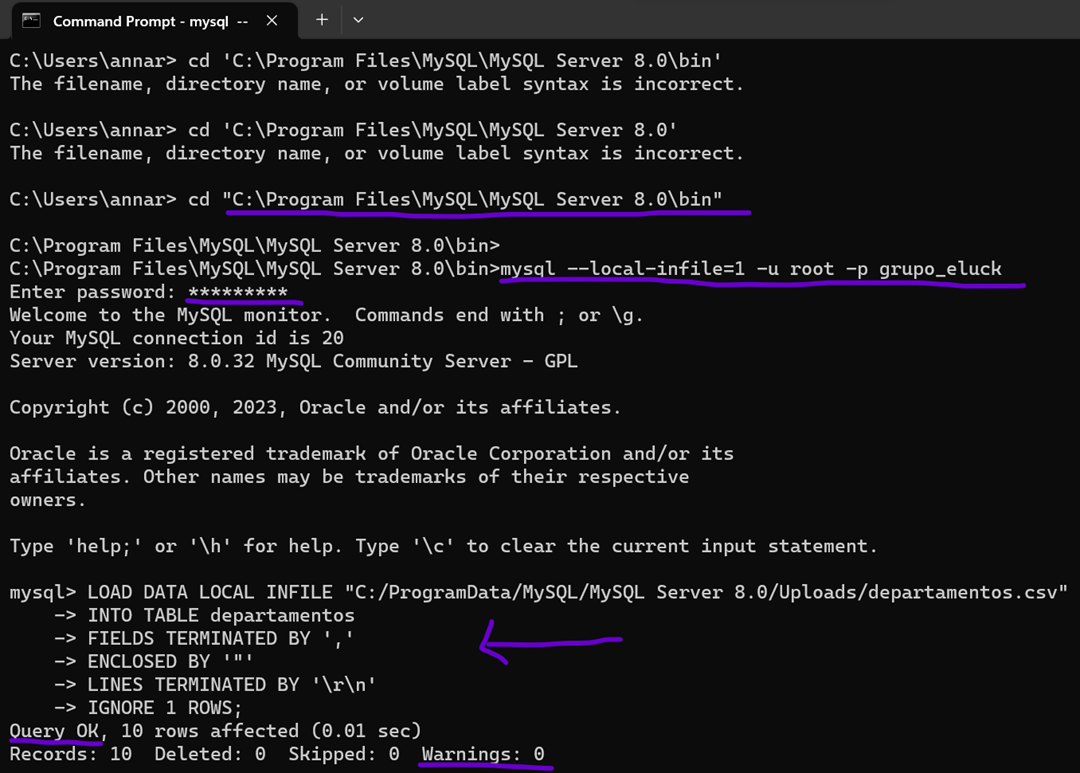 Command Prompt - mysql --
C:\Users\annar> cd 'C:\Program Files\MySQL\MySQL Server 8.0\bin'
The filename, directory name, or volume label syntax is incorrect.
C:\Users\annar> cd 'C:\Program Files\MySQL\MySQL Server 8.0'
The filename, directory name, or volume label syntax is incorrect.
C:\Users\annar> cd "C:\Program Files\MySQL\MySQL Server 8.0\bin"
C:\Program Files\MySQL\MySQL Server 8.0\bin>
C:\Program Files\MySQL\MySQL Server 8.0\bin>mysql --local-infile=1 -u root -p grupo_eluck
Enter password: *********
Welcome to the MySQL monitor.  Commands end with ; or \g.
Your MySQL connection id is 20
Server version: 8.0.32 MySQL Community Server - GPL
Copyright (c) 2000, 2023, Oracle and/or its affiliates.
Oracle is a registered trademark of Oracle Corporation and/or its
affiliates. Other names may be trademarks of their respective
owners.
Type 'help;' or '\h' for help. Type '\c' to clear the current input statement.
mysql> LOAD DATA LOCAL INFILE "C:/ProgramData/MySQL/MySQL Server 8.0/Uploads/departamentos.csv"
    -> INTO TABLE departamentos
    -> FIELDS TERMINATED BY ','
    -> ENCLOSED BY '"'
    -> LINES TERMINATED BY '\r\n'
    -> IGNORE 1 ROWS;
Query OK, 10 rows affected (0.01 sec)
Records: 10  Deleted: 0  Skipped: 0  Warnings: 0